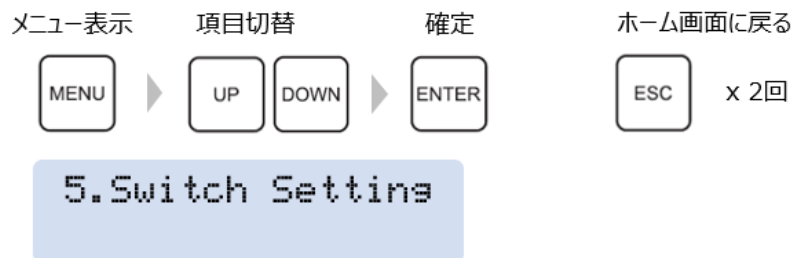 メニュー表示 項目切替 確定 ホーム画面に戻る
MENU UP DOWN ENTER ESC x 2回
5.Switch Setting